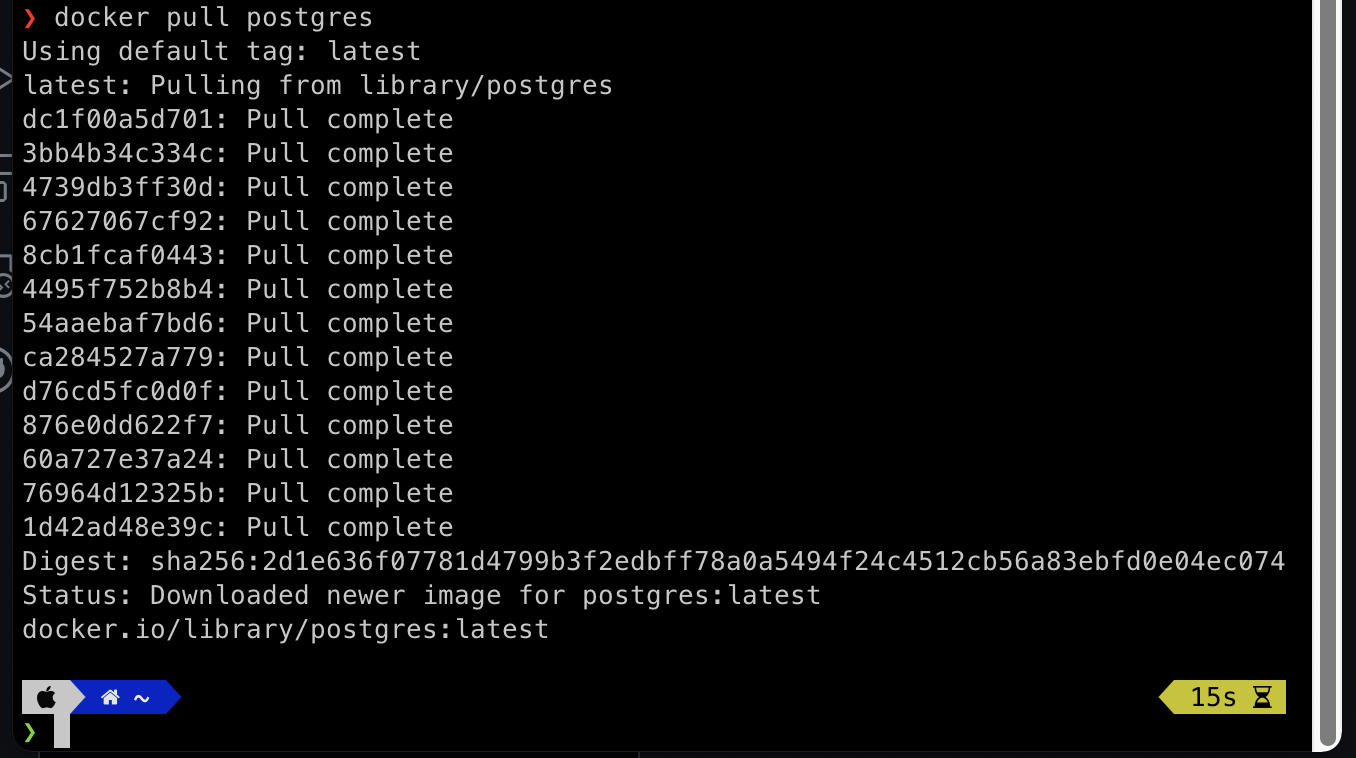 ❯ docker pull postgres
Using default tag: latest
latest: Pulling from library/postgres
dc1f00a5d701: Pull complete
3bb4b34c334c: Pull complete
4739db3ff30d: Pull complete
67627067cf92: Pull complete
8cb1fcaf0443: Pull complete
4495f752b8b4: Pull complete
54aaebaf7bd6: Pull complete
ca284527a779: Pull complete
d76cd5fc0d0f: Pull complete
876e0dd622f7: Pull complete
60a727e37a24: Pull complete
76964d12325b: Pull complete
1d42ad48e39c: Pull complete
Digest: sha256:2d1e636f07781d4799b3f2edbff78a0a5494f24c4512cb56a83ebfd0e04ec074
Status: Downloaded newer image for postgres:latest
docker.io/library/postgres:latest
~ 15s
❯